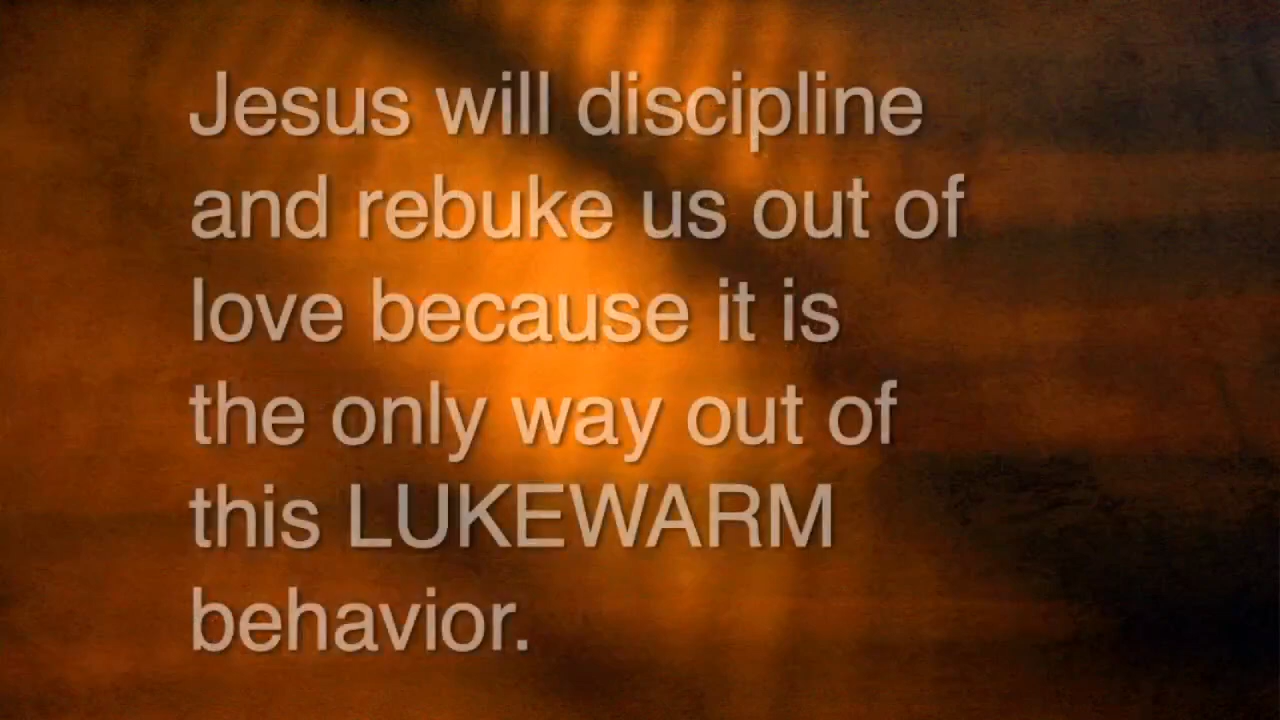 Jesus will discipline
and rebuke us out of
love because it is
the only way out of
this LUKEWARM
behavior.